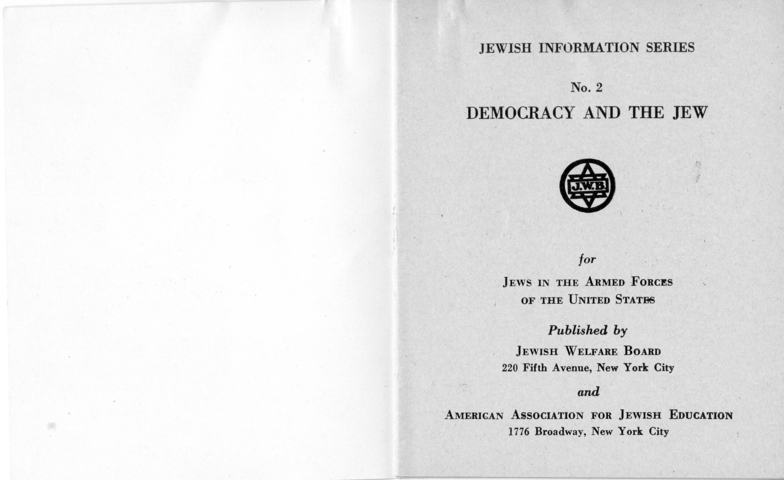 JEWISH INFORMATION SERIES
No. 2
DEMOCRACY AND THE JEW
J.W.B.
for
JEWS IN THE ARMED FORCES
OF THE UNITED STATES
Published by
JEWISH WELFARE BOARD
220 Fifth Avenue, New York City
and
AMERICAN ASSOCIATION FOR JEWISH EDUCATION
1776 Broadway, New York City